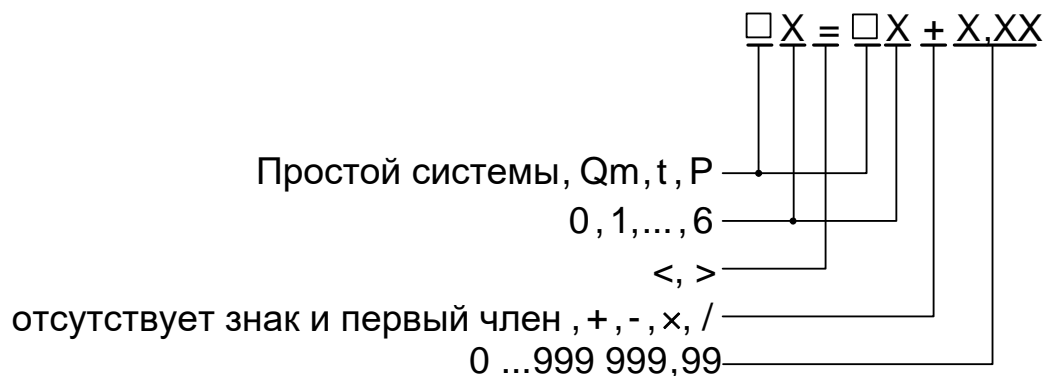 □ X = □ X + X,XX
Простой системы, Qm, t, P
0, 1,..., 6
<, >
отсутствует знак и первый член ,+,-,×, /
0 ...999 999,99